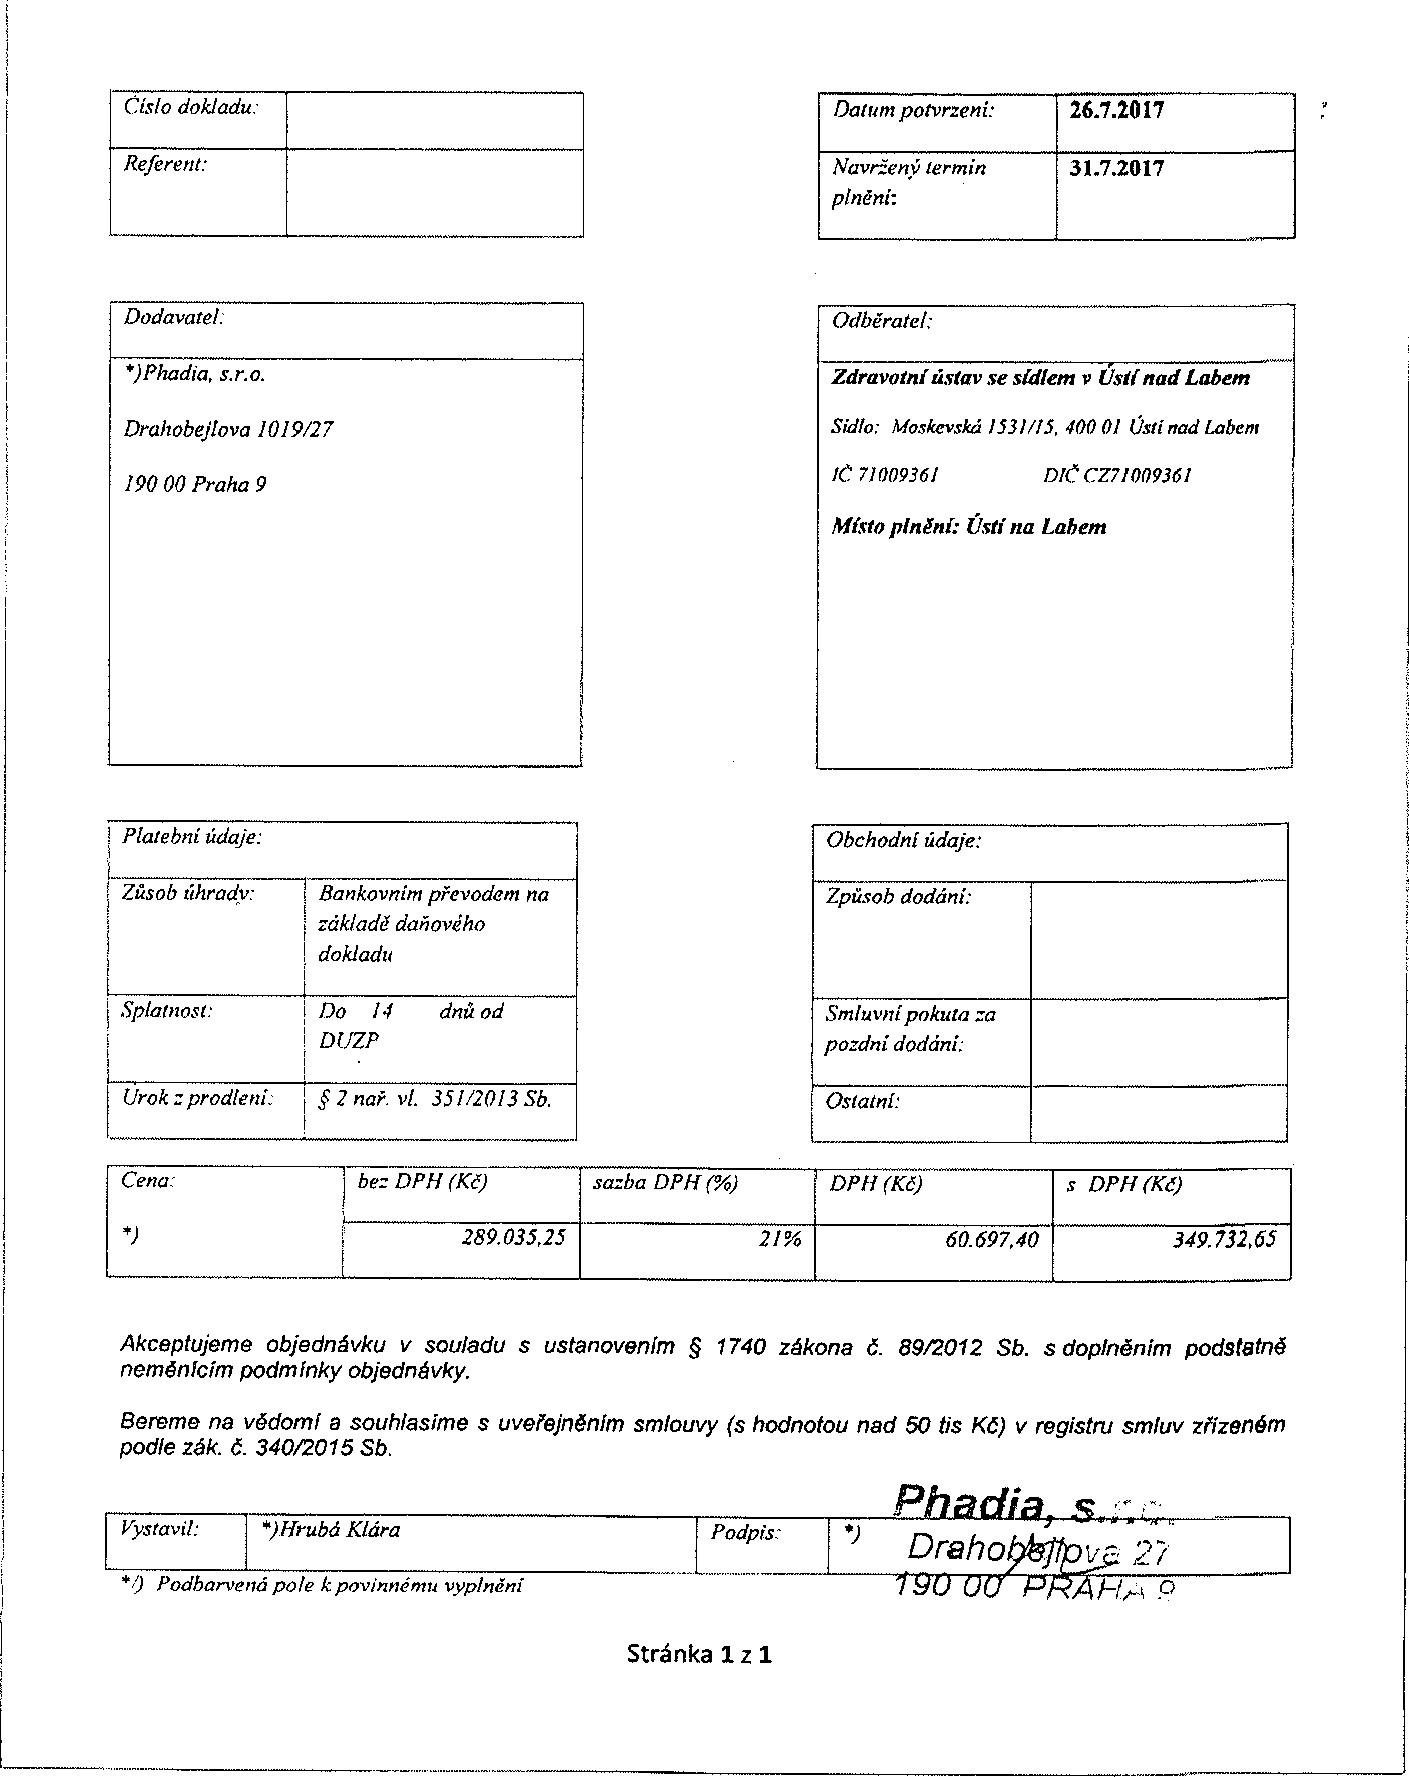 Číslo dokladu:
Referent:
Datum potvrzení: 26.7.2017
Navržený termín 31.7.2017
plnění:
Dodavatel:
*)Phadia, s.r.o.
Drahobejlova 1019/27
190 00 Praha 9
Odběratel:
Zdravotní ústav se sídlem v Ústí nad Labem
Sídlo: Moskevská 1531/15, 400 01 Ústí nad Labem
IČ 71009361 DIČ CZ71009361
Místo plnění: Ústí na Labem
Platební údaje:
Zůsob úhrady: Bankovním převodem na
základě daňového
dokladu
Splatnost: Do 14 dnů od
DUZP
Úrok z prodlení: § 2 nař. vl. 351/2013 Sb.
Obchodní údaje:
Způsob dodání:
Smluvní pokuta za
pozdní dodání:
Ostatní:
Cena: bez DPH (Kč) sazba DPH (%) DPH (Kč) s DPH (Kč)
*) 289.035,25 21% 60.697,40 349.732,65
Akceptujeme objednávku v souladu s ustanovením § 1740 zákona č. 89/2012 Sb. s doplněním podstatně
neměnícím podmínky objednávky.
Bereme na vědomí a souhlasíme s uveřejněním smlouvy (s hodnotou nad 50 tis Kč) v registru smluv zřízeném
podle zák. č. 340/2015 Sb.
Vystavil: *)Hrubá Klára Podpis: *)
Phadia, s.r.o.
Drahobejlova 27
190 00 PRAHA 9
*/) Podbarvená pole k povinnému vyplnění
Stránka 1 z 1